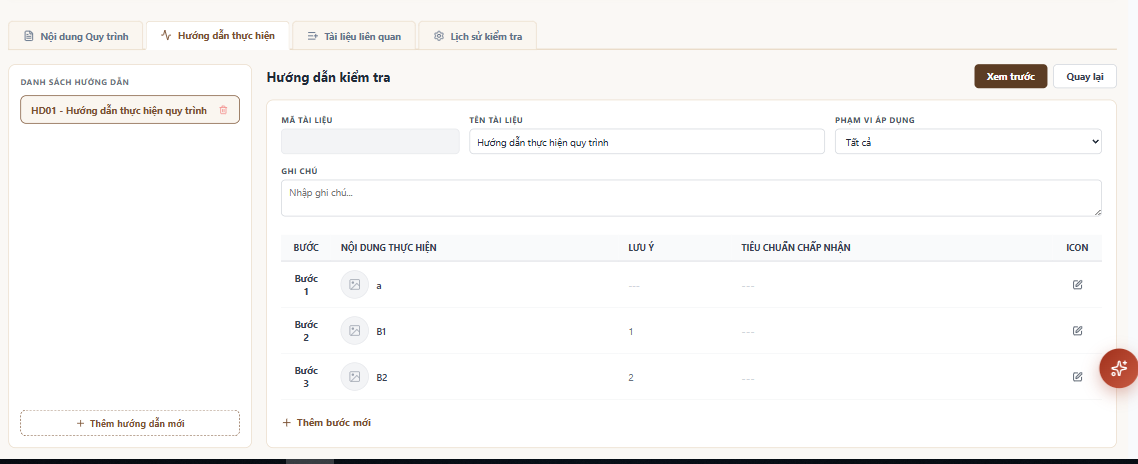 Nội dung Quy trình
Hướng dẫn thực hiện
Tài liệu liên quan
Lịch sử kiểm tra
DANH SÁCH HƯỚNG DẪN
HD01 - Hướng dẫn thực hiện quy trình
Thêm hướng dẫn mới
Hướng dẫn kiểm tra
Xem trước
Quay lại
MÃ TÀI LIỆU
TÊN TÀI LIỆU
PHẠM VI ÁP DỤNG
Hướng dẫn thực hiện quy trình
Tất cả
GHI CHÚ
Nhập ghi chú...
BƯỚC NỘI DUNG THỰC HIỆN LƯU Ý TIÊU CHUẨN CHẤP NHẬN ICON
Bước
1
a --- ---
Bước
2
B1 1 ---
Bước
3
B2 2 ---
+ Thêm bước mới